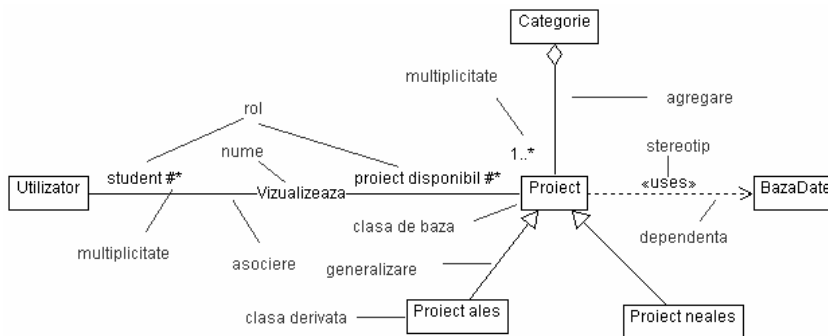 Categorie
multiplicitate
agregare
rol
nume
1..*
stereotip
student #*
proiect disponibil #*
Utilizator
Vizualizeaza
Proiect
«uses»
BazaDate
clasa de baza
multiplicitate
asociere
dependenta
generalizare
clasa derivata
Proiect ales
Proiect neales